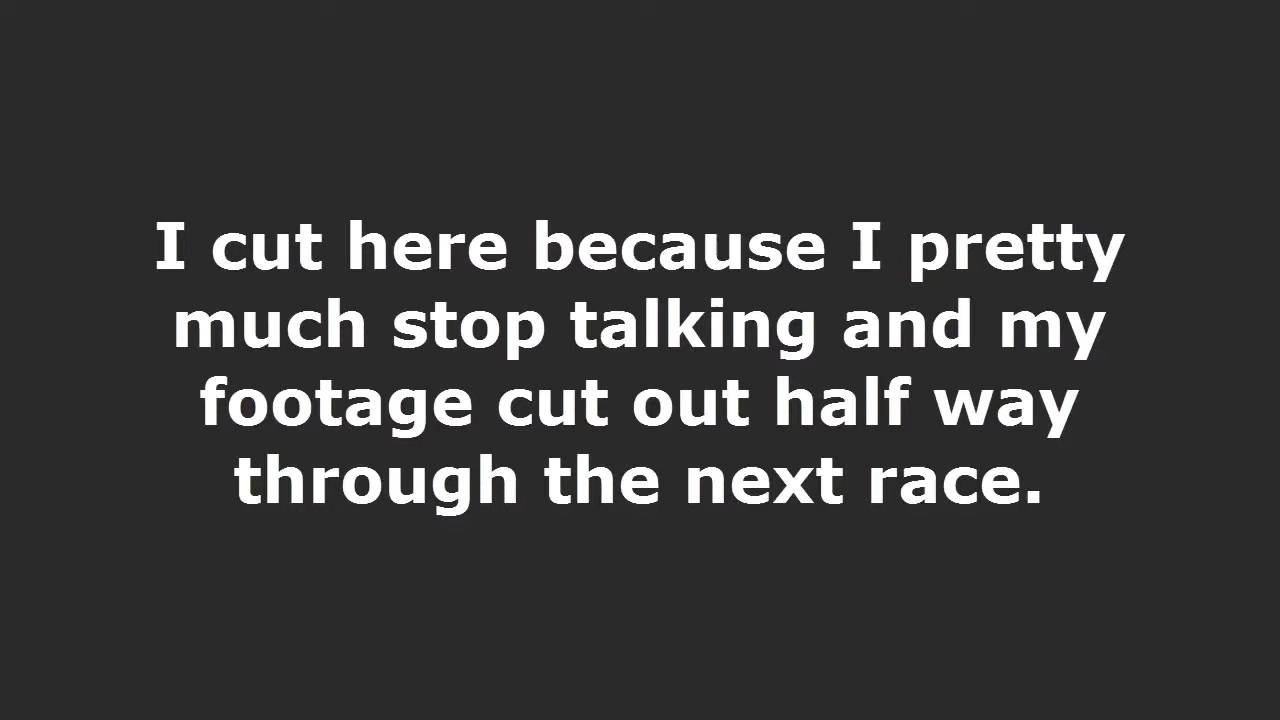 I cut here because I pretty
much stop talking and my
footage cut out half way
through the next race.